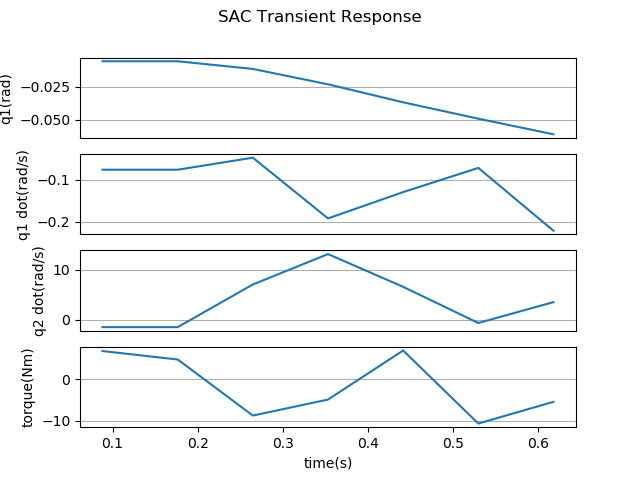 SAC Transient Response
q1(rad)
−0.025
−0.050
q1 dot(rad/s)
−0.1
−0.2
q2 dot(rad/s)
10
0
torque(Nm)
0
−10
0.1 0.2 0.3 0.4 0.5 0.6
time(s)